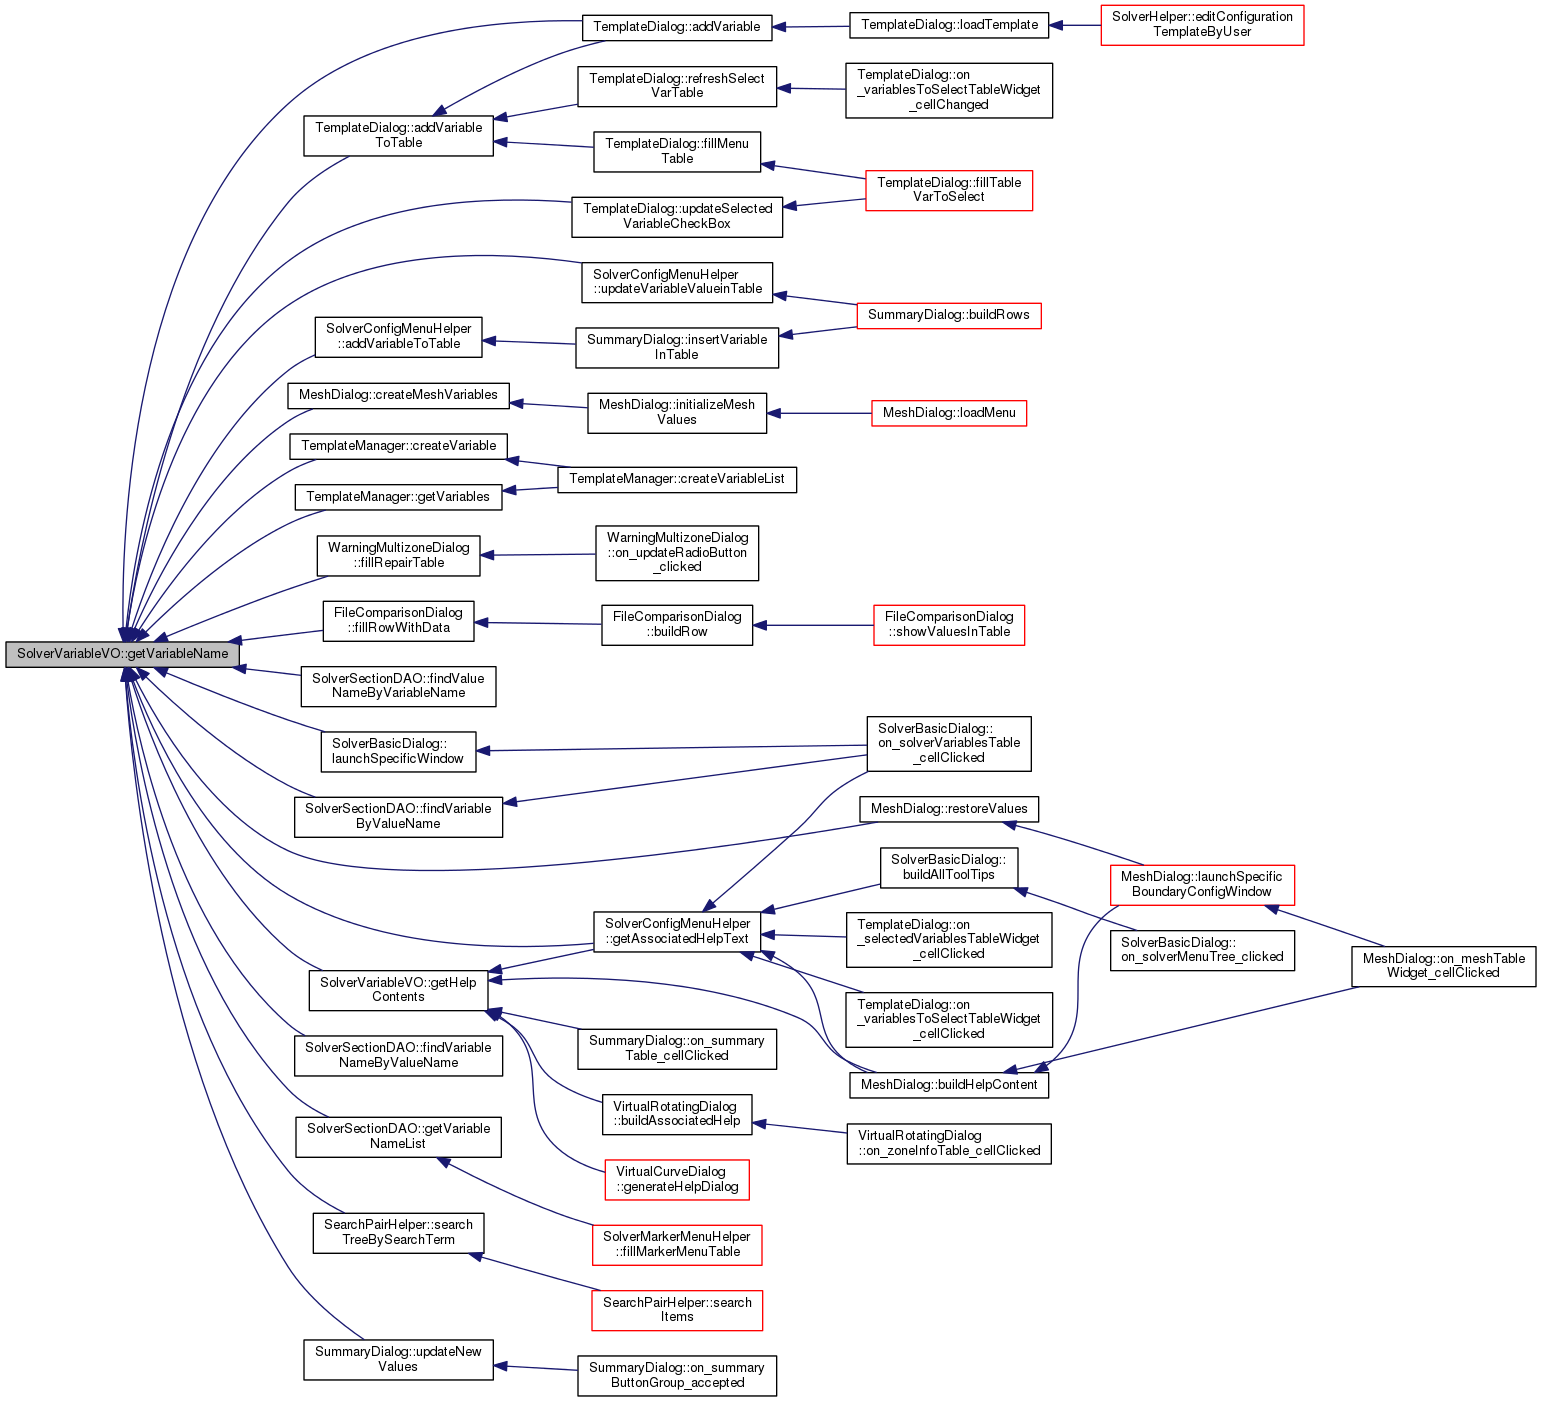 SolverVariableVO::getVariableName
TemplateDialog::addVariable
TemplateDialog::loadTemplate
SolverHelper::editConfiguration
TemplateByUser
TemplateDialog::addVariable
ToTable
TemplateDialog::refreshSelect
VarTable
TemplateDialog::on
_variablesToSelectTableWidget
_cellChanged
TemplateDialog::fillMenu
Table
TemplateDialog::fillTable
VarToSelect
TemplateDialog::updateSelected
VariableCheckBox
SolverConfigMenuHelper
::updateVariableValueinTable
SummaryDialog::buildRows
SolverConfigMenuHelper
::addVariableToTable
SummaryDialog::insertVariable
InTable
MeshDialog::createMeshVariables
MeshDialog::initializeMesh
Values
MeshDialog::loadMenu
TemplateManager::createVariable
TemplateManager::createVariableList
TemplateManager::getVariables
WarningMultizoneDialog
::fillRepairTable
WarningMultizoneDialog
::on_updateRadioButton
_clicked
FileComparisonDialog
::fillRowWithData
FileComparisonDialog
::buildRow
FileComparisonDialog
::showValuesInTable
SolverSectionDAO::findValue
NameByVariableName
SolverBasicDialog::
launchSpecificWindow
SolverBasicDialog::
on_solverVariablesTable
_cellClicked
SolverSectionDAO::findVariable
ByValueName
MeshDialog::restoreValues
MeshDialog::launchSpecific
BoundaryConfigWindow
SolverBasicDialog::
buildAllToolTips
SolverBasicDialog::
on_solverMenuTree_clicked
MeshDialog::on_meshTable
Widget_cellClicked
SolverConfigMenuHelper
::getAssociatedHelpText
TemplateDialog::on
_selectedVariablesTableWidget
_cellClicked
TemplateDialog::on
_variablesToSelectTableWidget
_cellClicked
SolverVariableVO::getHelp
Contents
SummaryDialog::on_summary
Table_cellClicked
MeshDialog::buildHelpContent
SolverSectionDAO::findVariable
NameByValueName
VirtualRotatingDialog
::buildAssociatedHelp
VirtualRotatingDialog
::on_zoneInfoTable_cellClicked
VirtualCurveDialog
::generateHelpDialog
SolverSectionDAO::getVariable
NameList
SolverMarkerMenuHelper
::fillMarkerMenuTable
SearchPairHelper::search
TreeBySearchTerm
SearchPairHelper::search
Items
SummaryDialog::updateNew
Values
SummaryDialog::on_summary
ButtonGroup_accepted